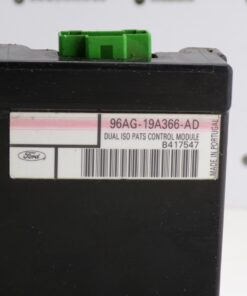 96AG-19A366-AD
DUAL ISO PATS CONTROL MODULE
B417547
Ford
MADE IN PORTUGAL